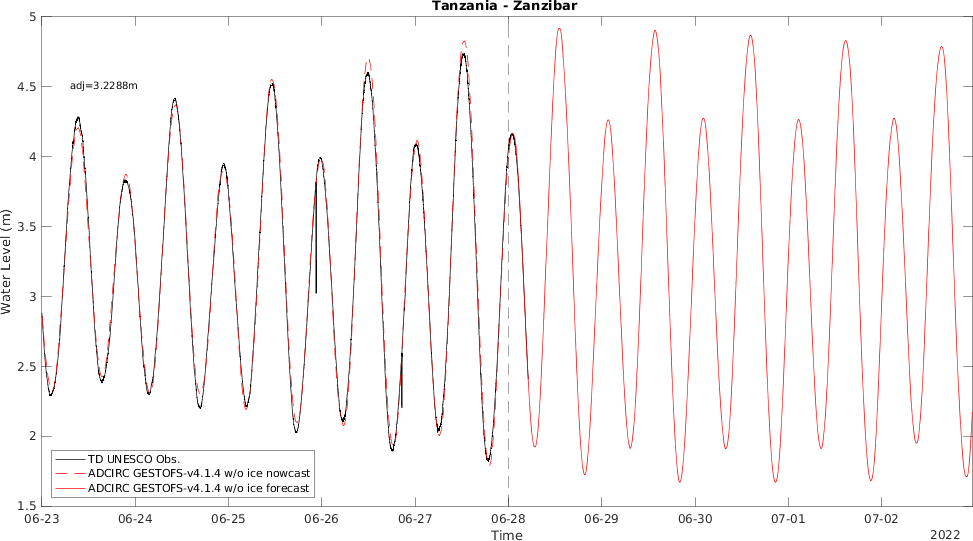 Tanzania - Zanzibar
5
4.5
4
3.5
3
2.5
2
1.5
Water Level (m)
adj=3.2288m
TD UNESCO Obs.
ADCIRC GESTOFS-v4.1.4 w/o ice nowcast
ADCIRC GESTOFS-v4.1.4 w/o ice forecast
06-23 06-24 06-25 06-26 06-27 06-28 06-29 06-30 07-01 07-02
Time
2022